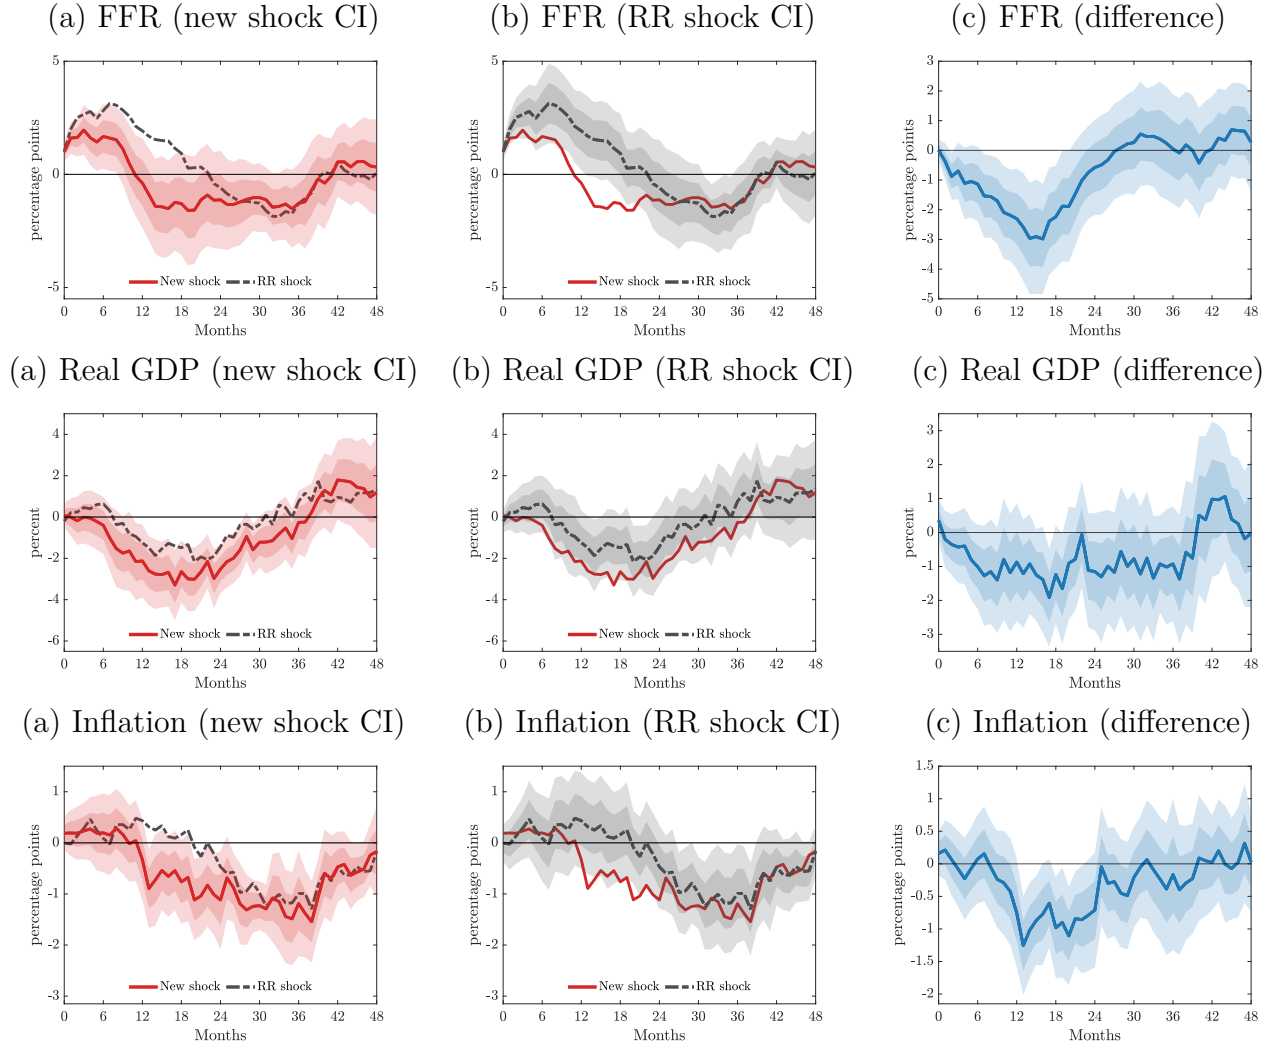 (a) FFR (new shock CI)
(b) FFR (RR shock CI)
(c) FFR (difference)
5
0
-5
percentage points
New shock
RR shock
0 6 12 18 24 30 36 42 48
Months
5
0
-5
percentage points
New shock
RR shock
0 6 12 18 24 30 36 42 48
Months
3
2
1
0
-1
-2
-3
-4
-5
percentage points
0 6 12 18 24 30 36 42 48
Months
(a) Real GDP (new shock CI)
(b) Real GDP (RR shock CI)
(c) Real GDP (difference)
4
2
0
-2
-4
-6
percent
New shock
RR shock
0 6 12 18 24 30 36 42 48
Months
4
2
0
-2
-4
-6
percent
New shock
RR shock
0 6 12 18 24 30 36 42 48
Months
3
2
1
0
-1
-2
-3
percent
0 6 12 18 24 30 36 42 48
Months
(a) Inflation (new shock CI)
(b) Inflation (RR shock CI)
(c) Inflation (difference)
1
0
-1
-2
-3
percentage points
New shock
RR shock
0 6 12 18 24 30 36 42 48
Months
1
0
-1
-2
-3
percentage points
New shock
RR shock
0 6 12 18 24 30 36 42 48
Months
1.5
1
0.5
0
-0.5
-1
-1.5
-2
percentage points
0 6 12 18 24 30 36 42 48
Months